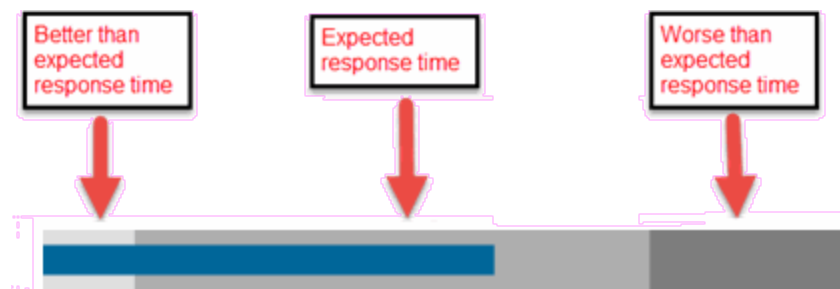 Better than
expected
response time
Expected
response time
Worse than
expected
response time